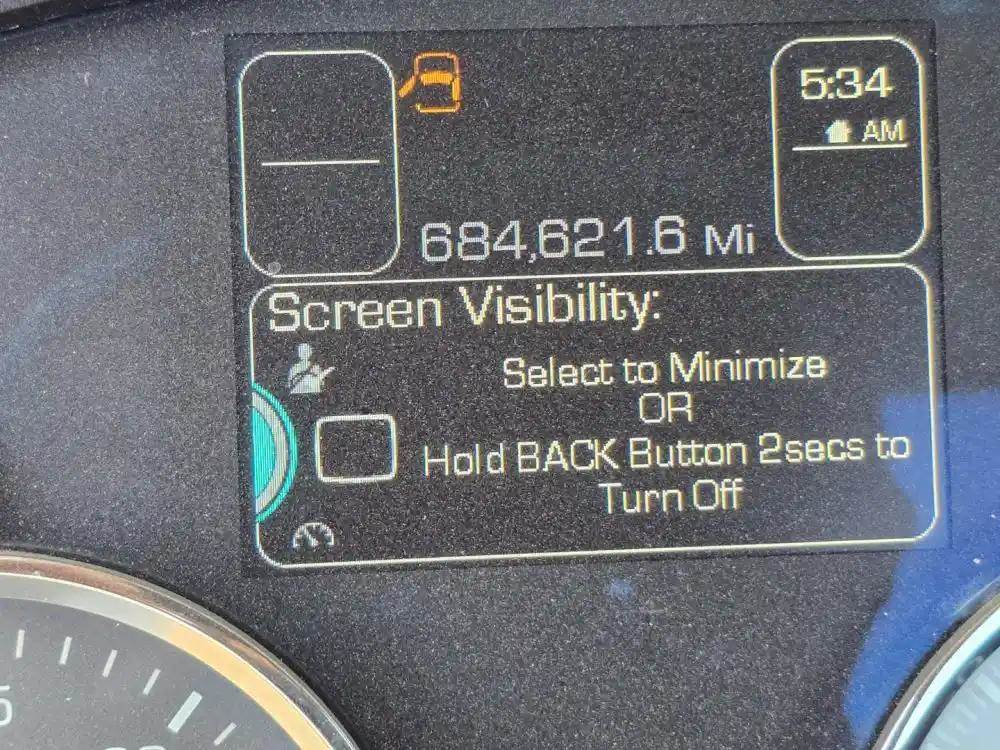 5:34
AM
684,621.6 Mi
Screen Visibility:
Select to Minimize
OR
Hold BACK Button 2secs to
Turn Off
5